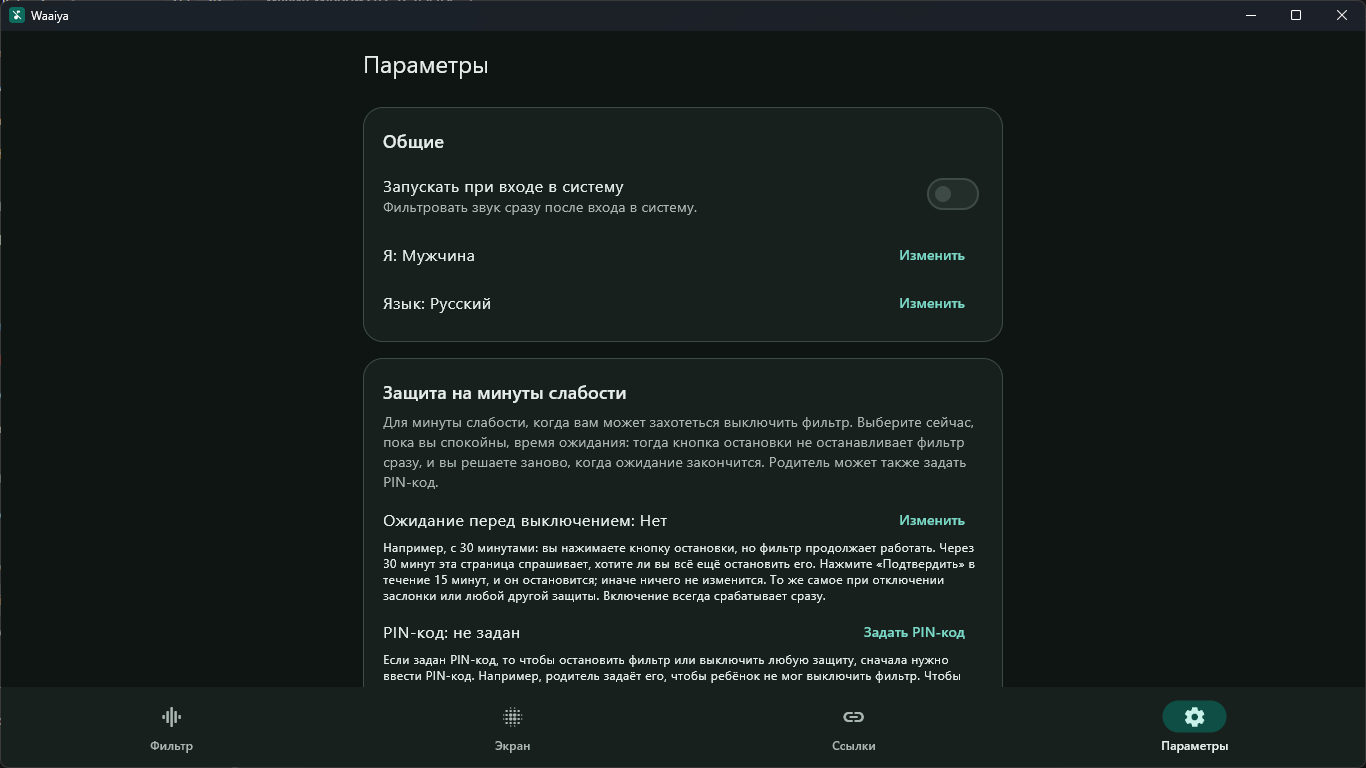 Waaiya
Параметры
Общие
Запускать при входе в систему
Фильтровать звук сразу после входа в систему.
Я: Мужчина
Изменить
Язык: Русский
Изменить
Защита на минуты слабости
Для минуты слабости, когда вам может захотеться выключить фильтр. Выберите сейчас,
пока вы спокойны, время ожидания: тогда кнопка остановки не останавливает фильтр
сразу, и вы решаете заново, когда ожидание закончится. Родитель может также задать
PIN-код.
Ожидание перед выключением: Нет
Изменить
Например, с 30 минутами: вы нажимаете кнопку остановки, но фильтр продолжает работать. Через
30 минут эта страница спрашивает, хотите ли вы всё ещё остановить его. Нажмите «Подтвердить» в
течение 15 минут, и он остановится; иначе ничего не изменится. То же самое при отключении
заслонки или любой другой защиты. Включение всегда срабатывает сразу.
PIN-код: не задан
Задать PIN-код
Если задан PIN-код, то чтобы остановить фильтр или выключить любую защиту, сначала нужно
ввести PIN-код. Например, родитель задаёт его, чтобы ребёнок не мог выключить фильтр. Чтобы
Фильтр
Экран
Ссылки
Параметры